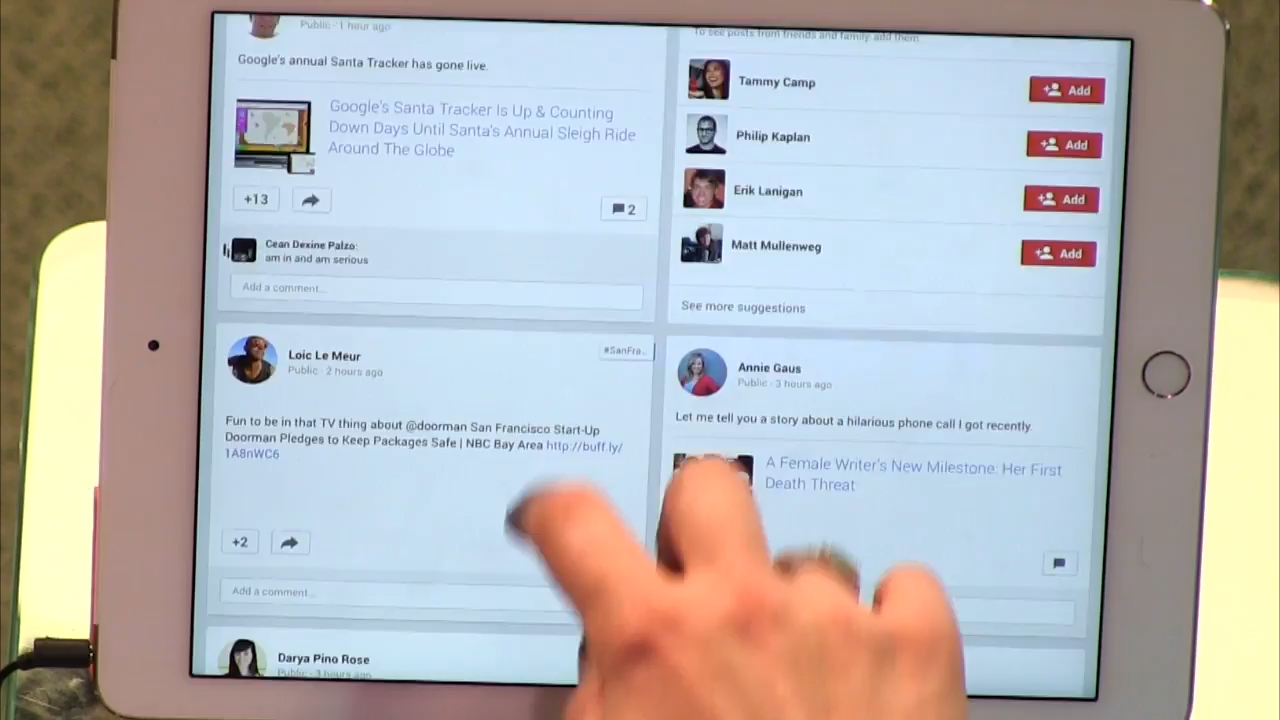 Public - 1 hour ago
Google's annual Santa Tracker has gone live.
Google's Santa Tracker Is Up & Counting
Down Days Until Santa's Annual Sleigh Ride
Around The Globe
+13
2
Cean Dexine Palzo:
am in and am serious
Add a comment...
Loic Le Meur
Public - 2 hours ago
#SanFra...
Fun to be in that TV thing about @doorman San Francisco Start-Up
Doorman Pledges to Keep Packages Safe | NBC Bay Area http://buff.ly/
1A8nWC6
+2
Add a comment...
Darya Pino Rose
Public - 3 hours ago
To see posts from friends and family add them.
Tammy Camp
Add
Philip Kaplan
Add
Erik Lanigan
Add
Matt Mullenweg
Add
See more suggestions
Annie Gaus
Public - 3 hours ago
Let me tell you a story about a hilarious phone call I got recently.
A Female Writer's New Milestone: Her First
Death Threat